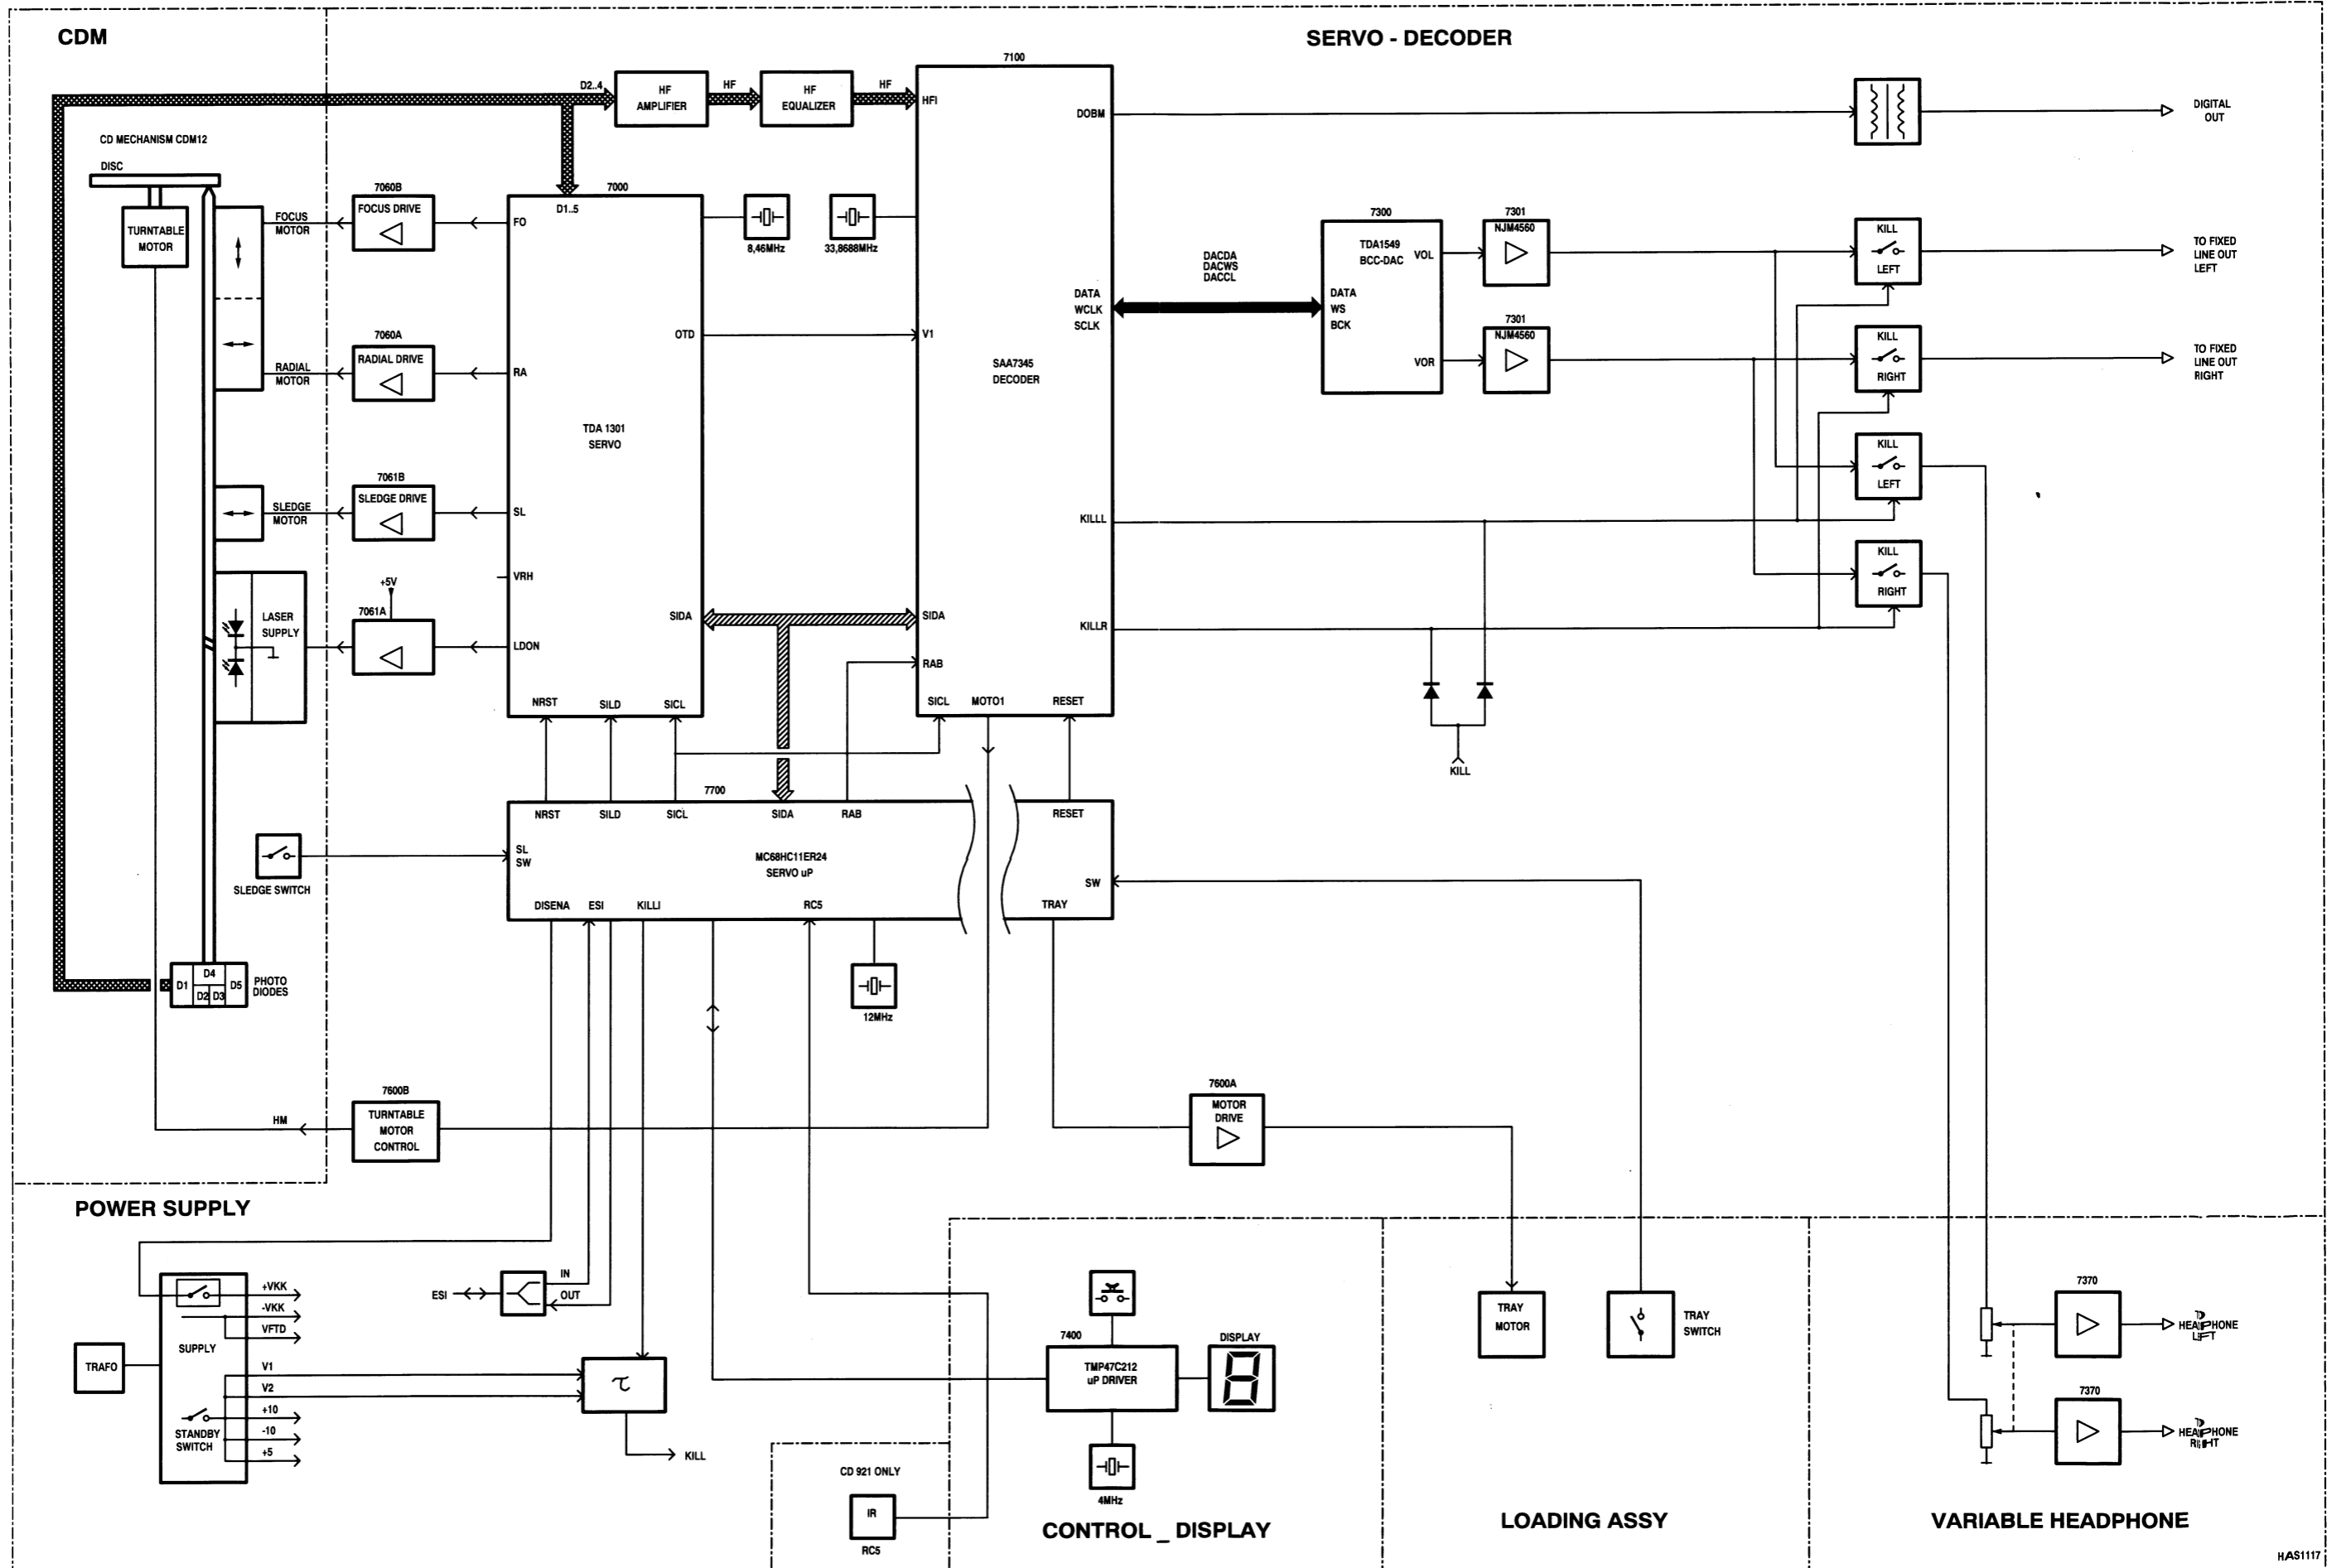 CDM
SERVO - DECODER
7100
D2..4
HF
AMPLIFIER
HF
HF
EQUALIZER
HF
HFI
DOBM
DIGITAL
OUT
CD MECHANISM CDM12
DISC
TURNTABLE
MOTOR
FOCUS
MOTOR
7060B
FOCUS DRIVE
7000
D1..5
FO
8,46MHz
33,8688MHz
RADIAL
MOTOR
7060A
RADIAL DRIVE
RA
OTD
V1
TDA 1301
SERVO
SAA7345
DECODER
DATA
WCLK
SCLK
DACDA
DACWS
DACCL
7300
TDA1549
BCC-DAC
VOL
DATA
WS
BCK
VOR
7301
NJM4560
7301
NJM4560
KILL
LEFT
TO FIXED
LINE OUT
LEFT
KILL
RIGHT
TO FIXED
LINE OUT
RIGHT
KILL
LEFT
KILL
RIGHT
SLEDGE
MOTOR
7061B
SLEDGE DRIVE
SL
VRH
LASER
SUPPLY
+5V
7061A
LDON
SIDA
SIDA
KILLL
KILLR
RAB
NRST
SILD
SICL
SICL
MOTO1
RESET
KILL
7700
NRST
SILD
SICL
SIDA
RAB
RESET
SL
SW
MC68HC11ER24
SERVO uP
SW
SLEDGE SWITCH
DISENA
ESI
KILLI
RC5
TRAY
12MHz
D1
D4
D2
D3
D5
PHOTO
DIODES
HM
7600B
TURNTABLE
MOTOR
CONTROL
7600A
MOTOR
DRIVE
POWER SUPPLY
TRAFO
SUPPLY
STANDBY
SWITCH
+VKK
-VKK
VFTD
V1
V2
+10
-10
+5
ESI
IN
OUT
τ
KILL
CD 921 ONLY
IR
RC5
7400
TMP47C212
uP DRIVER
DISPLAY
8
4MHz
CONTROL _ DISPLAY
TRAY
MOTOR
TRAY
SWITCH
LOADING ASSY
7370
TO
HEADPHONE
LEFT
7370
TO
HEADPHONE
RIGHT
VARIABLE HEADPHONE
HAS1117